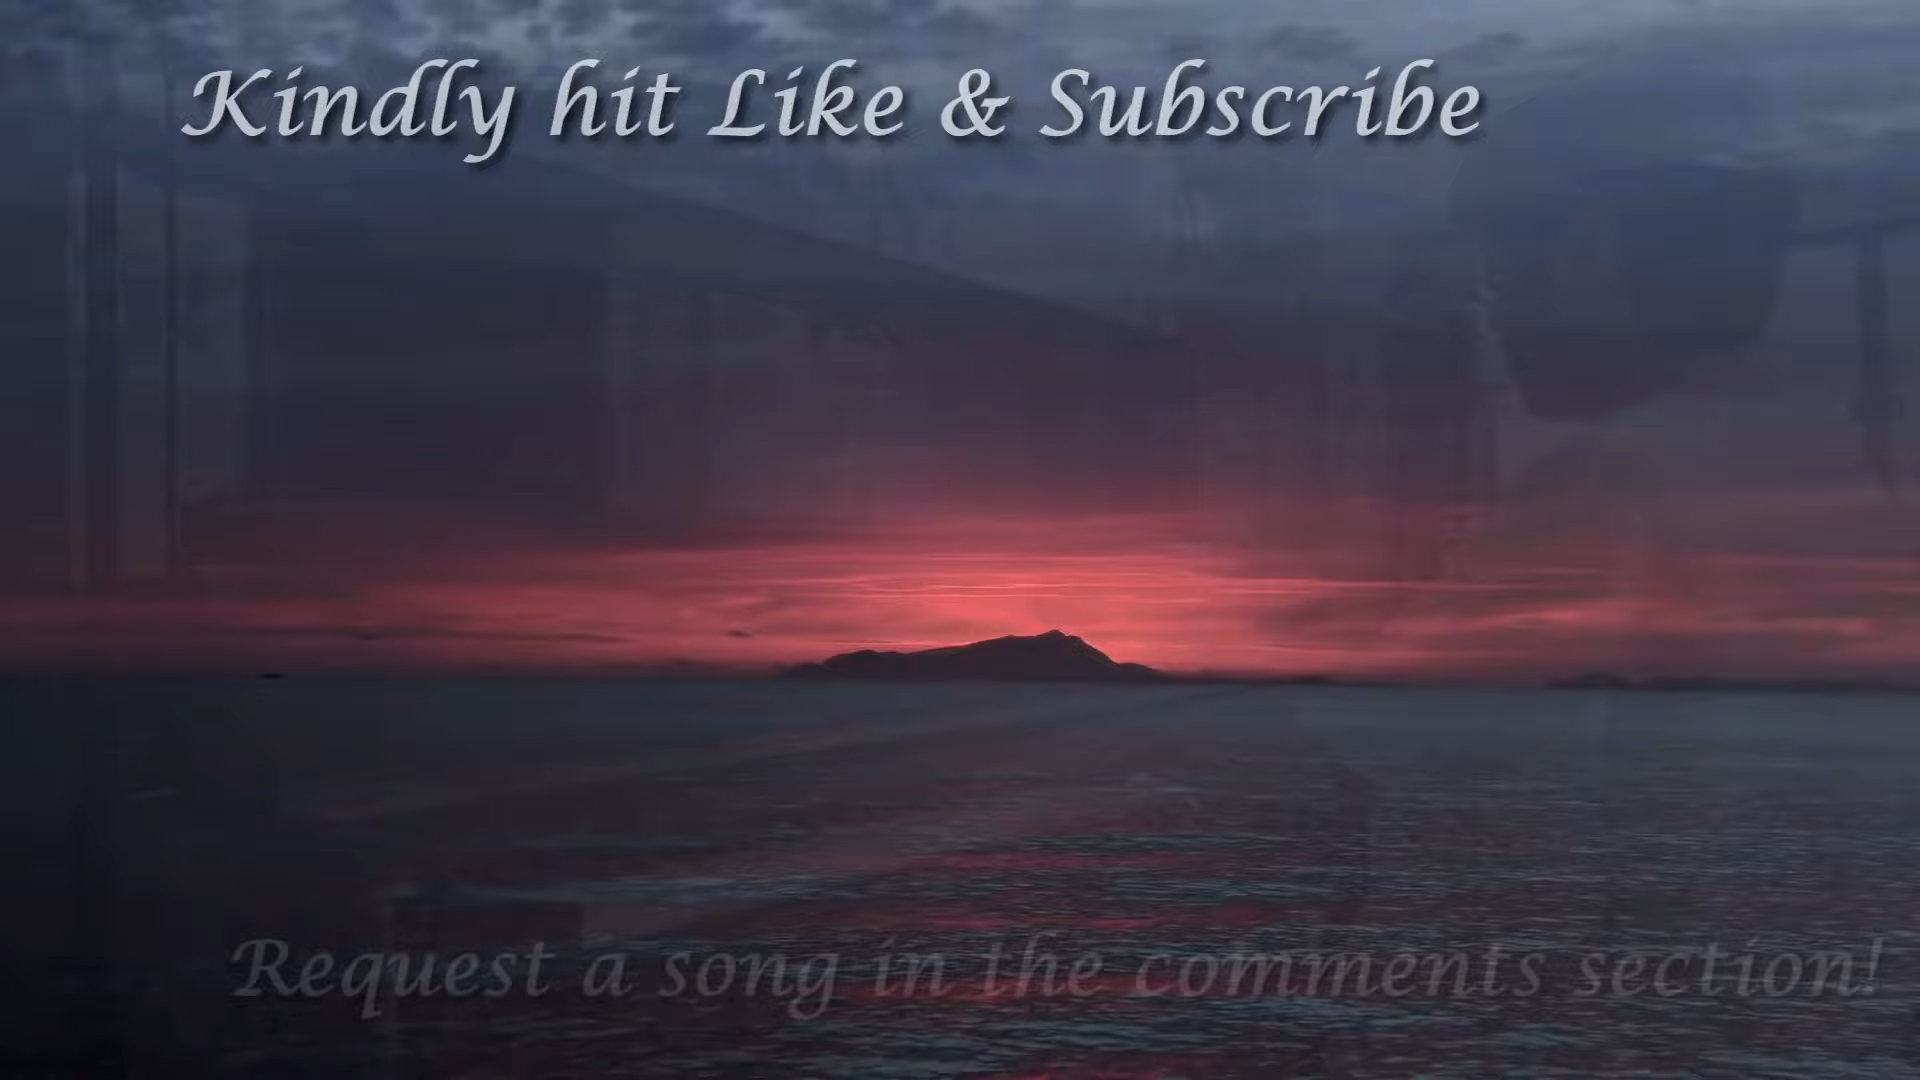 Kindly hit Like & Subscribe
Request a song in the comments section!